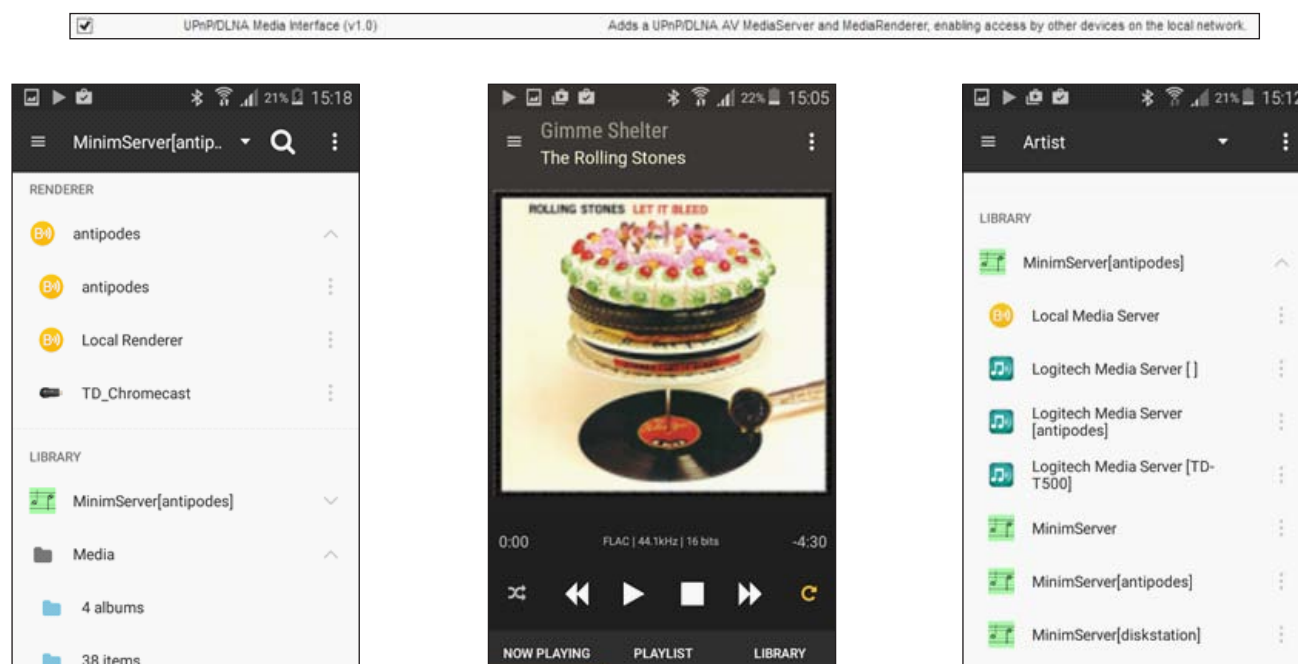 UPnP/DLNA Media Interface (v1.0) Adds a UPnP/DLNA AV MediaServer and MediaRenderer, enabling access by other devices on the local network.
21% 15:18
MinimServer[antip..
RENDERER
antipodes
antipodes
Local Renderer
TD_Chromecast
LIBRARY
MinimServer[antipodes]
Media
4 albums
38 items
22% 15:05
Gimme Shelter
The Rolling Stones
ROLLING STONES LET IT BLEED
0:00 FLAC | 44.1kHz | 16 bits -4:30
NOW PLAYING PLAYLIST LIBRARY
21% 15:12
Artist
LIBRARY
MinimServer[antipodes]
Local Media Server
Logitech Media Server [ ]
Logitech Media Server
[antipodes]
Logitech Media Server [TD-
T500]
MinimServer
MinimServer[antipodes]
MinimServer[diskstation]